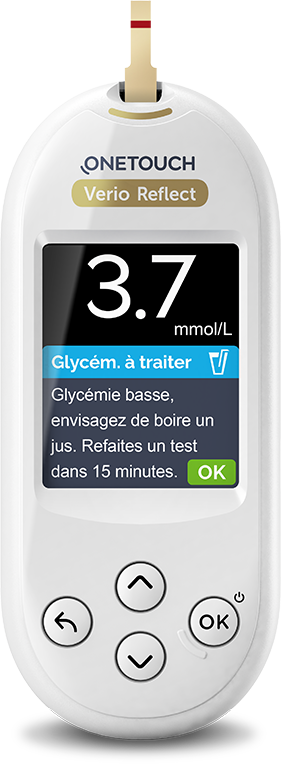 ONETOUCH
Verio Reflect
3.7
mmol/L
Glycém. à traiter
Glycémie basse,
envisagez de boire un
jus. Refaites un test
dans 15 minutes. OK
OK